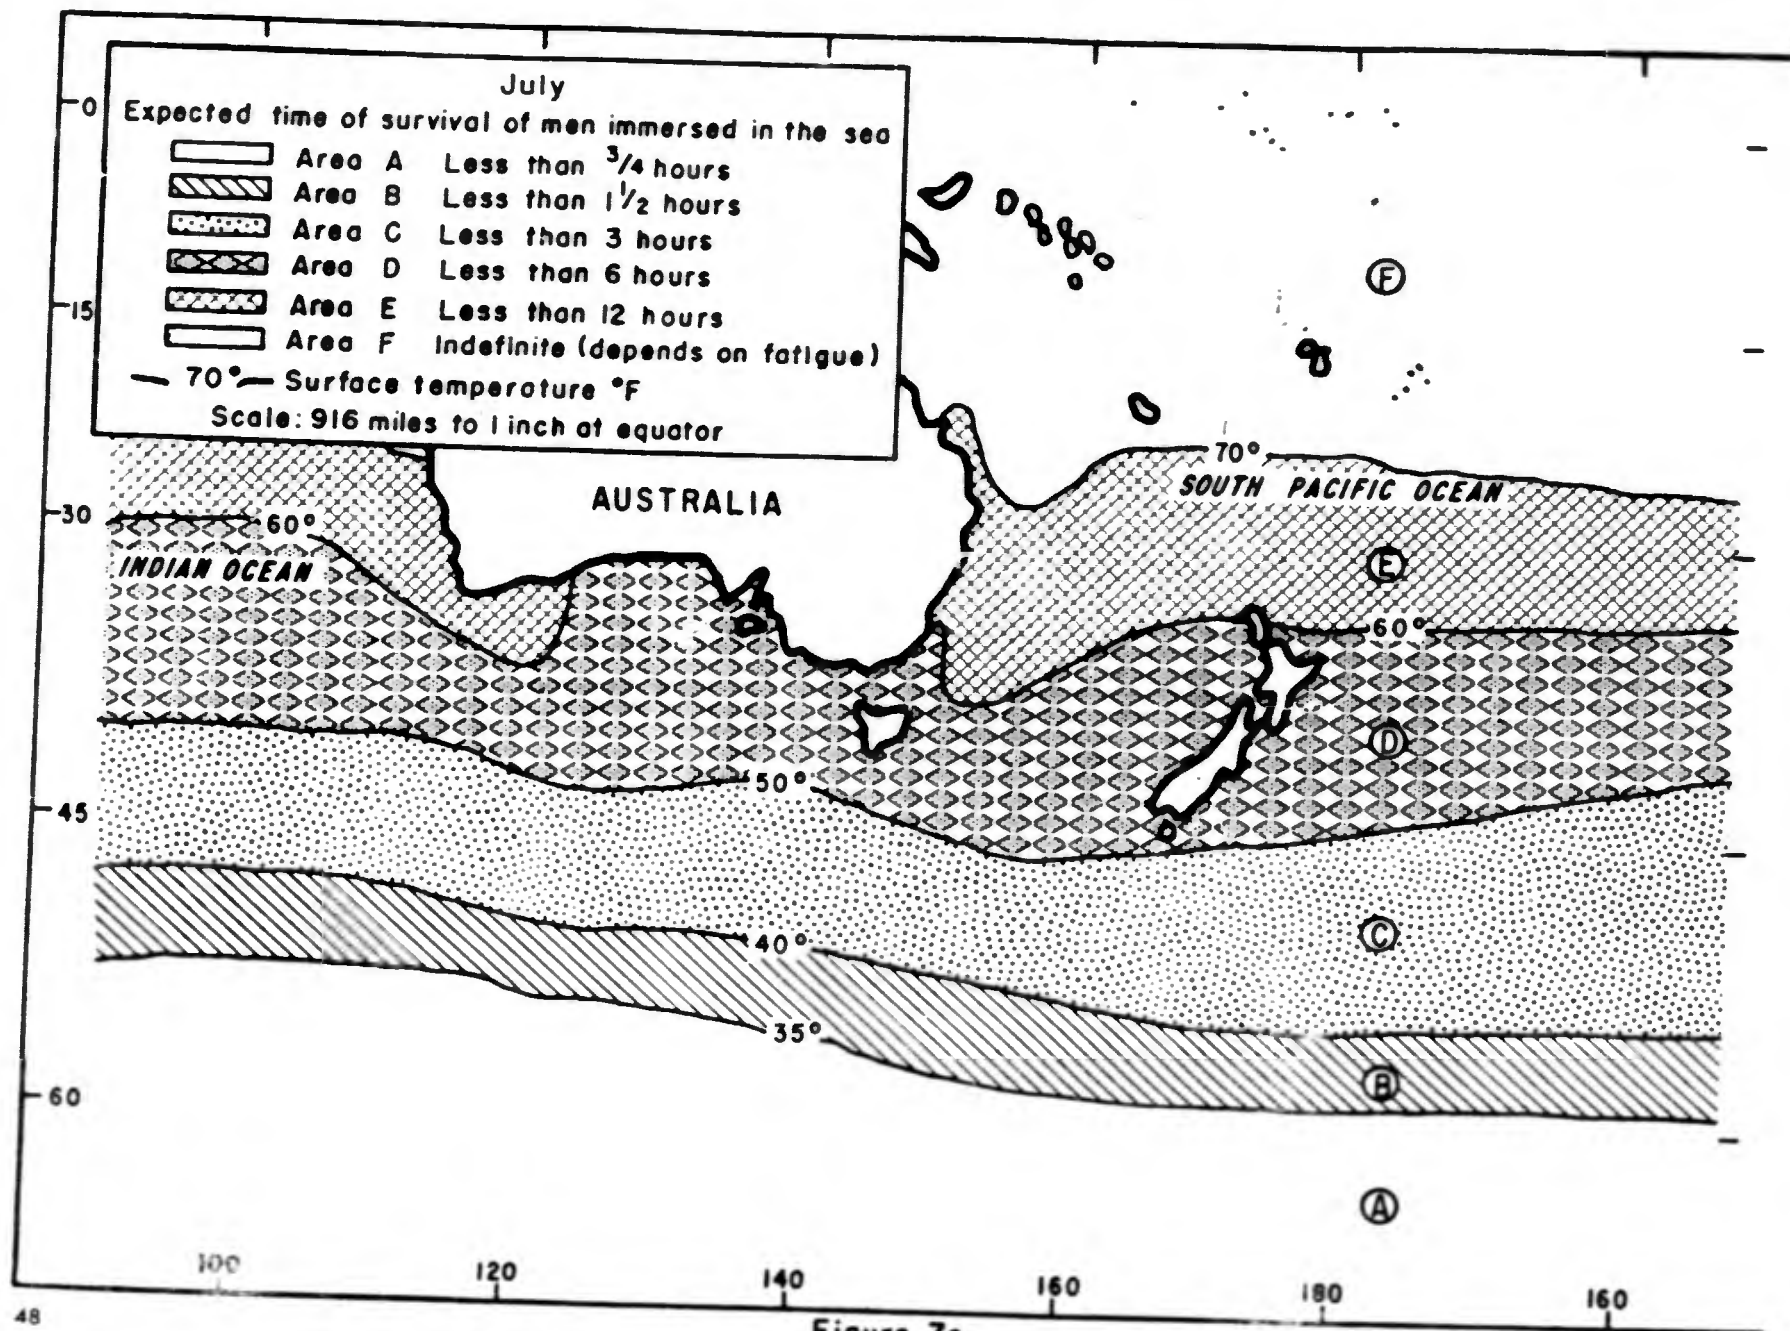 July
Expected time of survival of men immersed in the sea
Area A Less than 3/4 hours
Area B Less than 1 1/2 hours
Area C Less than 3 hours
Area D Less than 6 hours
Area E Less than 12 hours
Area F Indefinite (depends on fatigue)
70° Surface temperature °F
Scale: 916 miles to 1 inch at equator
0
15
30
45
60
F
70°
SOUTH PACIFIC OCEAN
AUSTRALIA
60°
INDIAN OCEAN
E
60°
D
50°
C
40°
35°
B
A
100
120
140
160
180
160
48